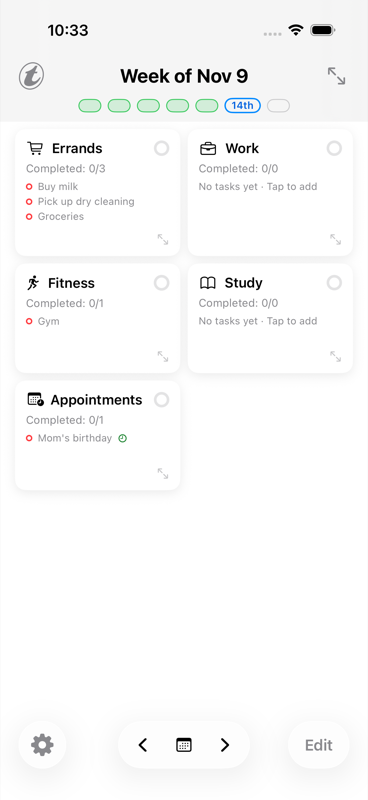 10:33
t
Week of Nov 9
14th
Errands
Completed: 0/3
Buy milk
Pick up dry cleaning
Groceries
Work
Completed: 0/0
No tasks yet · Tap to add
Fitness
Completed: 0/1
Gym
Study
Completed: 0/0
No tasks yet · Tap to add
Appointments
Completed: 0/1
Mom's birthday
Edit